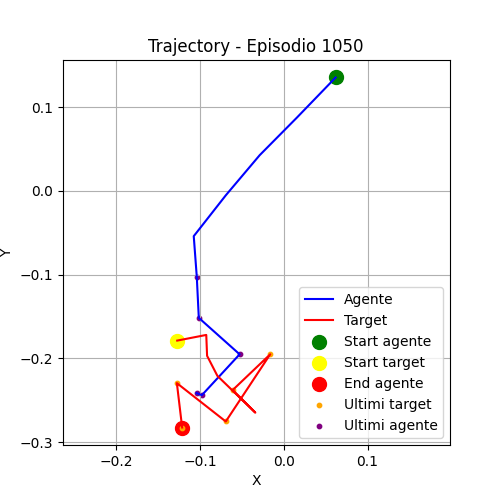 Trajectory - Episodio 1050
Y
0.1
0.0
−0.1
−0.2
−0.3
−0.2
−0.1
0.0
0.1
X
Agente
Target
Start agente
Start target
End agente
Ultimi target
Ultimi agente